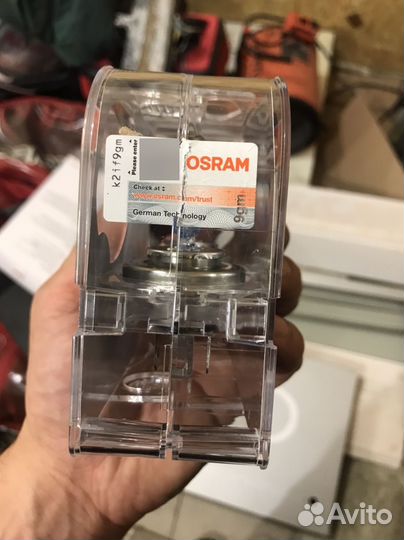 k2if9gm
Please enter
OSRAM
Check at
www.osram.com/trust
German Technology
9gm
Avito